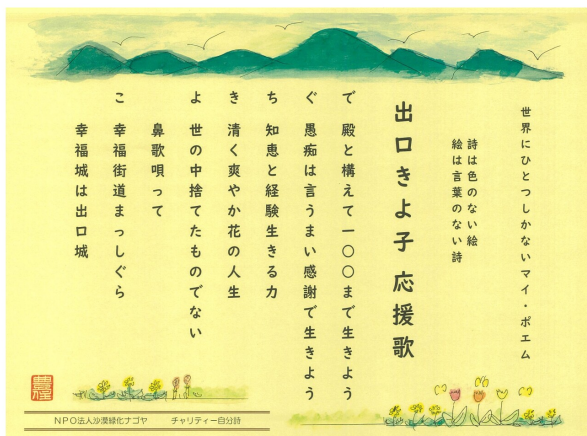 世界にひとつしかないマイ・ポエム
詩は色のない絵
絵は言葉のない詩
出口きよ子 応援歌
で 殿と構えて一〇〇まで生きよう
ぐ 愚痴は言うまい感謝で生きよう
ち 知恵と経験生きる力
き 清く爽やか花の人生
よ 世の中捨てたものでない
鼻歌唄って
こ 幸福街道まっしぐら
幸福城は出口城
NPO法人沙漠緑化ナゴヤ チャリティー自分詩